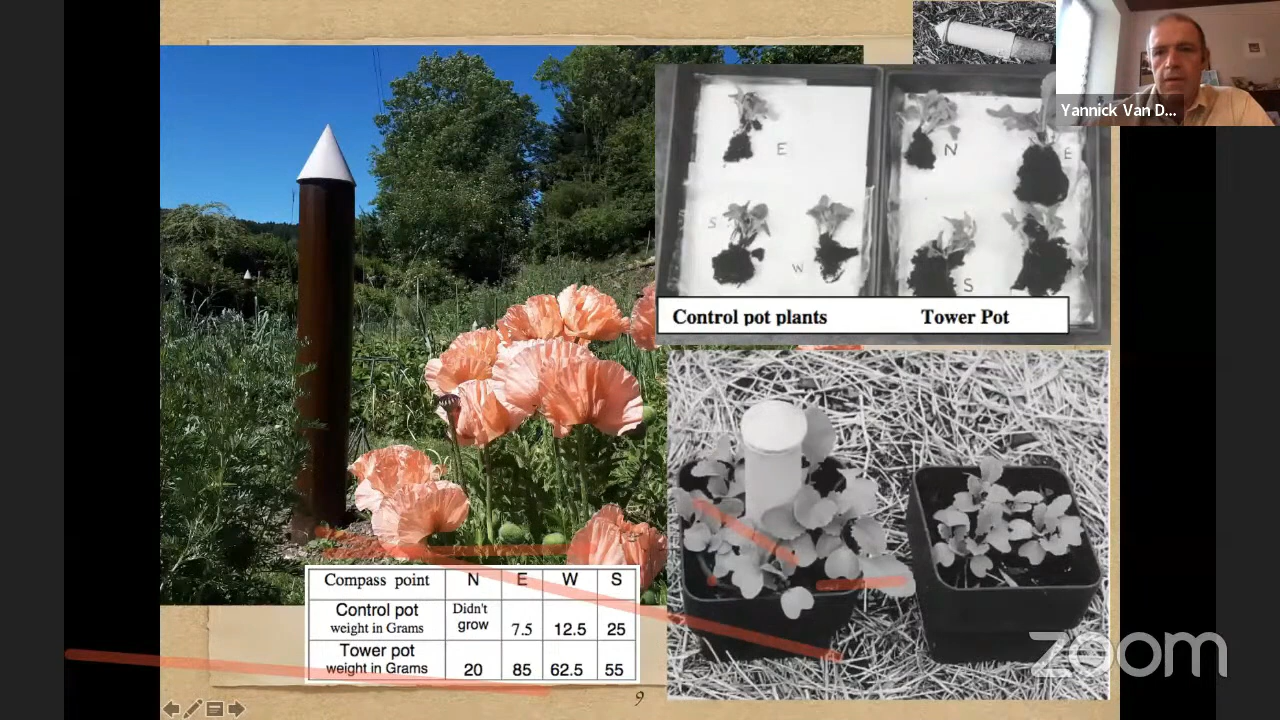 Yannick Van D...
E
N
E
S
W
S
Control pot plants
Tower Pot
Compass point N E W S
Control pot
weight in Grams Didn't grow 7.5 12.5 25
Tower pot
weight in Grams 20 85 62.5 55
9
zoom